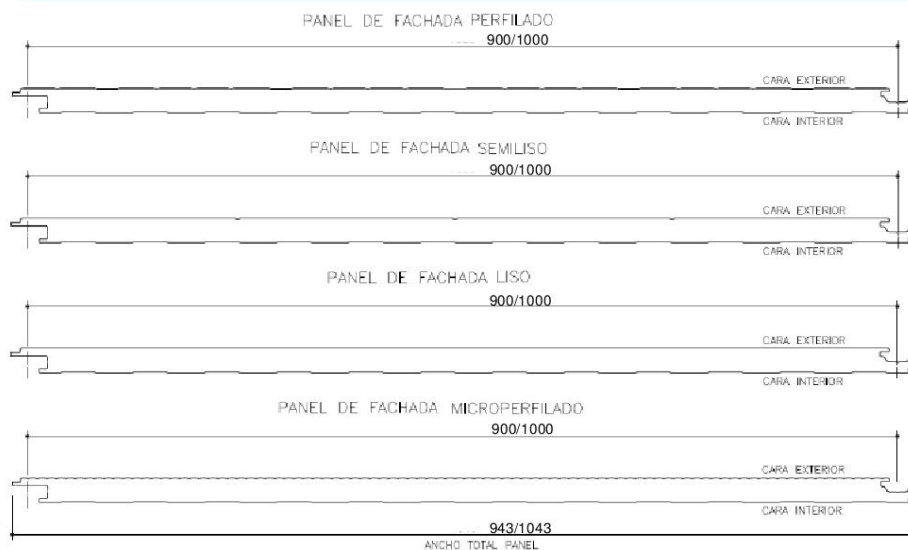 PANEL DE FACHADA PERFILADO
900/1000
CARA EXTERIOR
CARA INTERIOR
PANEL DE FACHADA SEMILISO
900/1000
CARA EXTERIOR
CARA INTERIOR
PANEL DE FACHADA LISO
900/1000
CARA EXTERIOR
CARA INTERIOR
PANEL DE FACHADA MICROPERFILADO
900/1000
CARA EXTERIOR
CARA INTERIOR
943/1043
ANCHO TOTAL PANEL